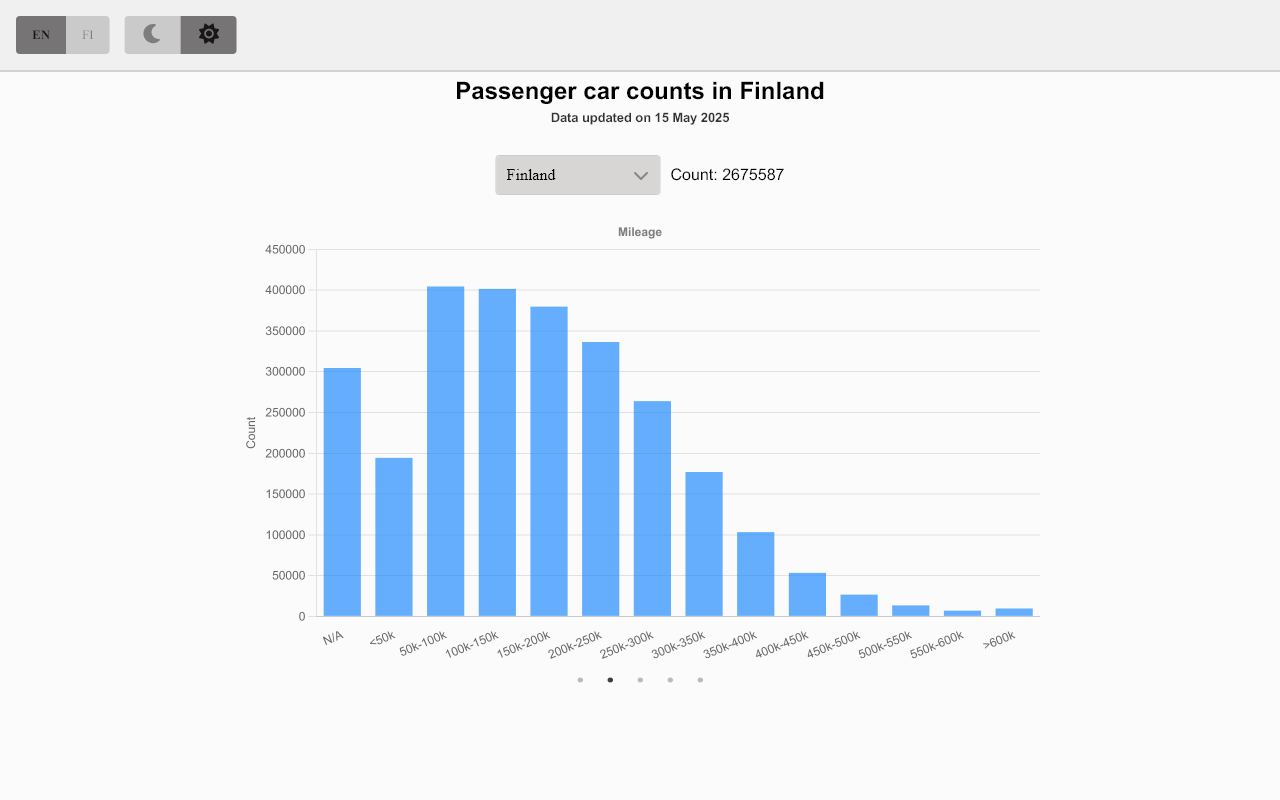 EN FI
Passenger car counts in Finland
Data updated on 15 May 2025
Finland Count: 2675587
Mileage
450000
400000
350000
300000
250000
200000
150000
100000
50000
0
Count
N/A <50k 50k-100k 100k-150k 150k-200k 200k-250k 250k-300k 300k-350k 350k-400k 400k-450k 450k-500k 500k-550k 550k-600k >600k